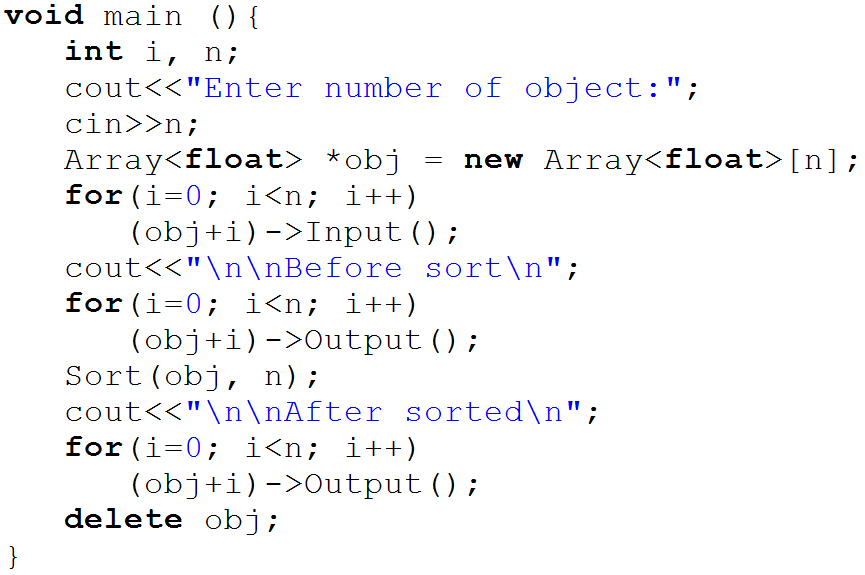 void main (){
int i, n;
cout<<"Enter number of object:";
cin>>n;
Array<float> *obj = new Array<float>[n];
for(i=0; i<n; i++)
(obj+i)->Input();
cout<<"\n\nBefore sort\n";
for(i=0; i<n; i++)
(obj+i)->Output();
Sort(obj, n);
cout<<"\n\nAfter sorted\n";
for(i=0; i<n; i++)
(obj+i)->Output();
delete obj;
}